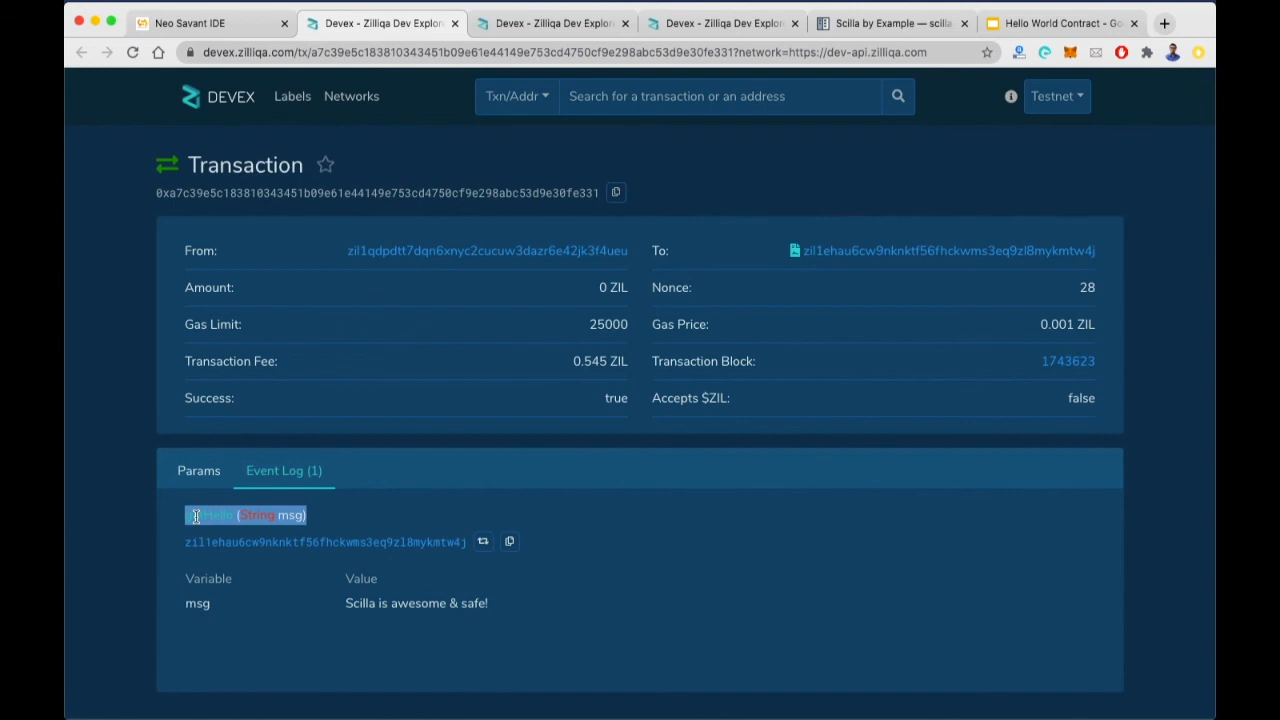 Neo Savant IDE
Devex - Zilliqa Dev Explor
Devex - Zilliqa Dev Explor
Devex - Zilliqa Dev Explor
Scilla by Example — scilla
Hello World Contract - Go
devex.zilliqa.com/tx/a7c39e5c183810343451b09e61e44149e753cd4750cf9e298abc53d9e30fe331?network=https://dev-api.zilliqa.com
DEVEX
Labels
Networks
Txn/Addr
Search for a transaction or an address
Testnet
Transaction
0xa7c39e5c183810343451b09e61e44149e753cd4750cf9e298abc53d9e30fe331
From: zil1qdpdtt7dqn6xnyc2cucuw3dazr6e42jk3f4ueu
To: zil1ehau6cw9nknktf56fhckwms3eq9zl8mykmtw4j
Amount: 0 ZIL
Nonce: 28
Gas Limit: 25000
Gas Price: 0.001 ZIL
Transaction Fee: 0.545 ZIL
Transaction Block: 1743623
Success: true
Accepts $ZIL: false
Params
Event Log (1)
Hello (String msg)
zil1ehau6cw9nknktf56fhckwms3eq9zl8mykmtw4j
Variable Value
msg Scilla is awesome & safe!